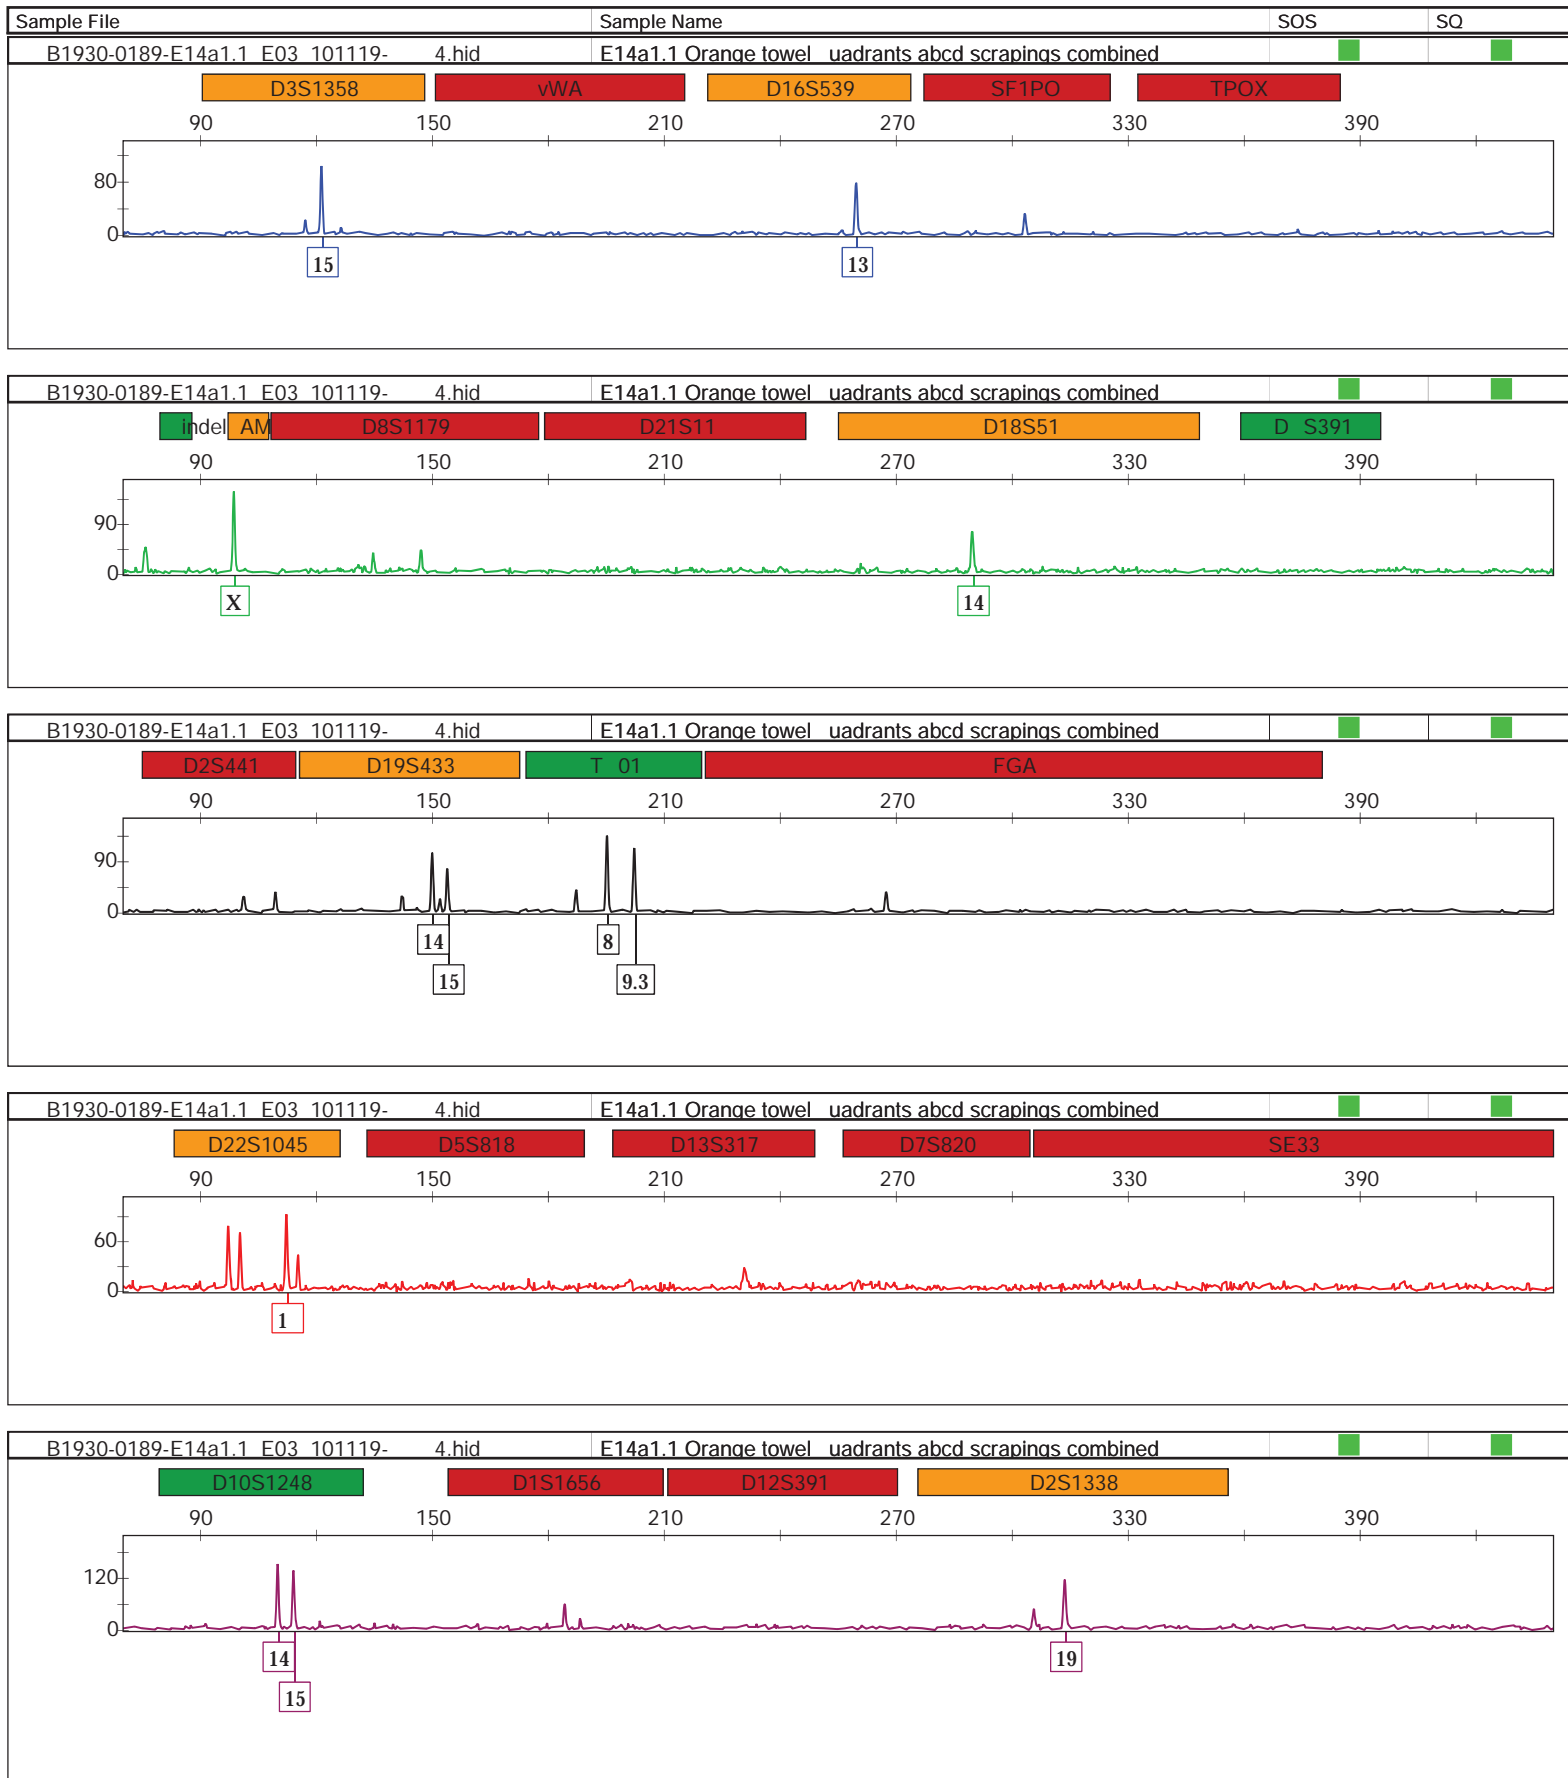 Sample File Sample Name SOS SQ
B1930-0189-E14a1.1 E03 101119- 4.hid E14a1.1 Orange towel uadrants abcd scrapings combined
D3S1358 vWA D16S539 SF1PO TPOX
90 150 210 270 330 390
80
0
15 13
B1930-0189-E14a1.1 E03 101119- 4.hid E14a1.1 Orange towel uadrants abcd scrapings combined
indel AM D8S1179 D21S11 D18S51 D S391
90 150 210 270 330 390
90
0
X 14
B1930-0189-E14a1.1 E03 101119- 4.hid E14a1.1 Orange towel uadrants abcd scrapings combined
D2S441 D19S433 T 01 FGA
90 150 210 270 330 390
90
0
14 8
15 9.3
B1930-0189-E14a1.1 E03 101119- 4.hid E14a1.1 Orange towel uadrants abcd scrapings combined
D22S1045 D5S818 D13S317 D7S820 SE33
90 150 210 270 330 390
60
0
1
B1930-0189-E14a1.1 E03 101119- 4.hid E14a1.1 Orange towel uadrants abcd scrapings combined
D10S1248 D1S1656 D12S391 D2S1338
90 150 210 270 330 390
120
0
14 19
15